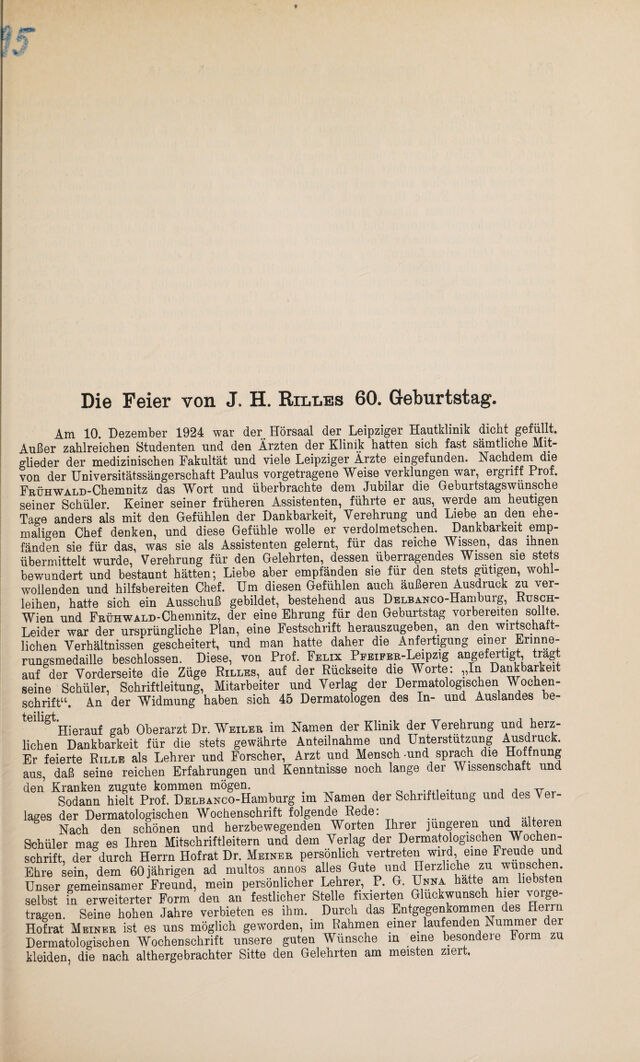 15
Die Feier von J. H. Rilles 60. Geburtstag.
Am 10. Dezember 1924 war der Hörsaal der Leipziger Hautklinik dicht gefüllt.
Außer zahlreichen Studenten und den Ärzten der Klinik hatten sich fast sämtliche Mit-
glieder der medizinischen Fakultät und viele Leipziger Ärzte eingefunden. Nachdem die
von der Universitätssängerschaft Paulus vorgetragene Weise verklungen war, ergriff Prof.
Frühwald-Chemnitz das Wort und überbrachte dem Jubilar die Geburtstagswünsche
seiner Schüler. Keiner seiner früheren Assistenten, führte er aus, werde am heutigen
Tage anders als mit den Gefühlen der Dankbarkeit, Verehrung und Liebe an den ehe-
maligen Chef denken, und diese Gefühle wolle er verdolmetschen. Dankbarkeit emp-
fänden sie für das, was sie als Assistenten gelernt, für das reiche Wissen, das ihnen
übermittelt wurde, Verehrung für den Gelehrten, dessen überragendes Wissen sie stets
bewundert und bestaunt hätten; Liebe aber empfänden sie für den stets gütigen, wohl-
wollenden und hilfsbereiten Chef. Um diesen Gefühlen auch äußeren Ausdruck zu ver-
leihen, hatte sich ein Ausschuß gebildet, bestehend aus Delbanco-Hamburg, Rusch-
Wien und Frühwald-Chemnitz, der eine Ehrung für den Geburtstag vorbereiten sollte.
Leider war der ursprüngliche Plan, eine Festschrift herauszugeben, an den wirtschaft-
lichen Verhältnissen gescheitert, und man hatte daher die Anfertigung einer Erinne-
rungsmedaille beschlossen. Diese, von Prof. Felix Pfeifer-Leipzig angefertigt, trägt
auf der Vorderseite die Züge Rilles, auf der Rückseite die Worte: „In Dankbarkeit
seine Schüler, Schriftleitung, Mitarbeiter und Verlag der Dermatologischen Wochen-
schrift“. An der Widmung haben sich 45 Dermatologen des In- und Auslandes be-
teiligt.
Hierauf gab Oberarzt Dr. Weiler im Namen der Klinik der Verehrung und herz-
lichen Dankbarkeit für die stets gewährte Anteilnahme und Unterstützung Ausdruck.
Er feierte Rille als Lehrer und Forscher, Arzt und Mensch und sprach die Hoffnung
aus, daß seine reichen Erfahrungen und Kenntnisse noch lange der Wissenschaft und
den Kranken zugute kommen mögen.
Sodann hielt Prof. Delbanco-Hamburg im Namen der Schriftleitung und des Ver-
lages der Dermatologischen Wochenschrift folgende Rede:
Nach den schönen und herzbewegenden Worten Ihrer jüngeren und älteren
Schüler mag es Ihren Mitschriftleitern und dem Verlag der Dermatologischen Wochen-
schrift, der durch Herrn Hofrat Dr. Meiner persönlich vertreten wird, eine Freude und
Ehre sein, dem 60jährigen ad multos annos alles Gute und Herzliche zu wünschen.
Unser gemeinsamer Freund, mein persönlicher Lehrer, P. G. Unna hätte am liebsten
selbst in erweiterter Form den an festlicher Stelle fixierten Glückwunsch hier vorge-
tragen. Seine hohen Jahre verbieten es ihm. Durch das Entgegenkommen des Herrn
Hofrat Meiner ist es uns möglich geworden, im Rahmen einer laufenden Nummer der
Dermatologischen Wochenschrift unsere guten Wünsche in eine besondere Form zu
kleiden, die nach althergebrachter Sitte den Gelehrten am meisten ziert.